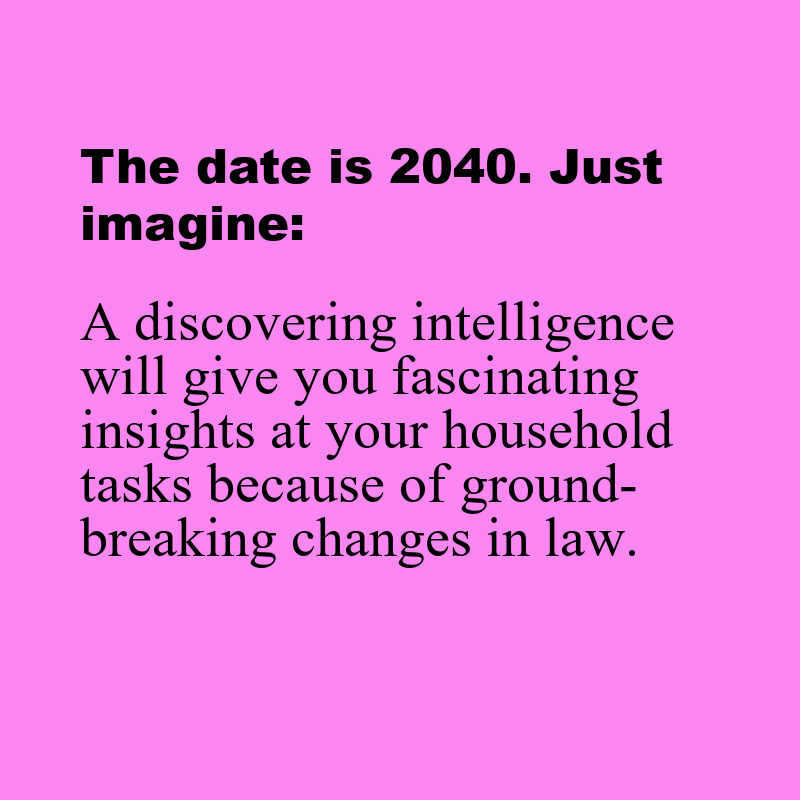 The date is 2040. Just
imagine:
A discovering intelligence
will give you fascinating
insights at your household
tasks because of ground-
breaking changes in law.